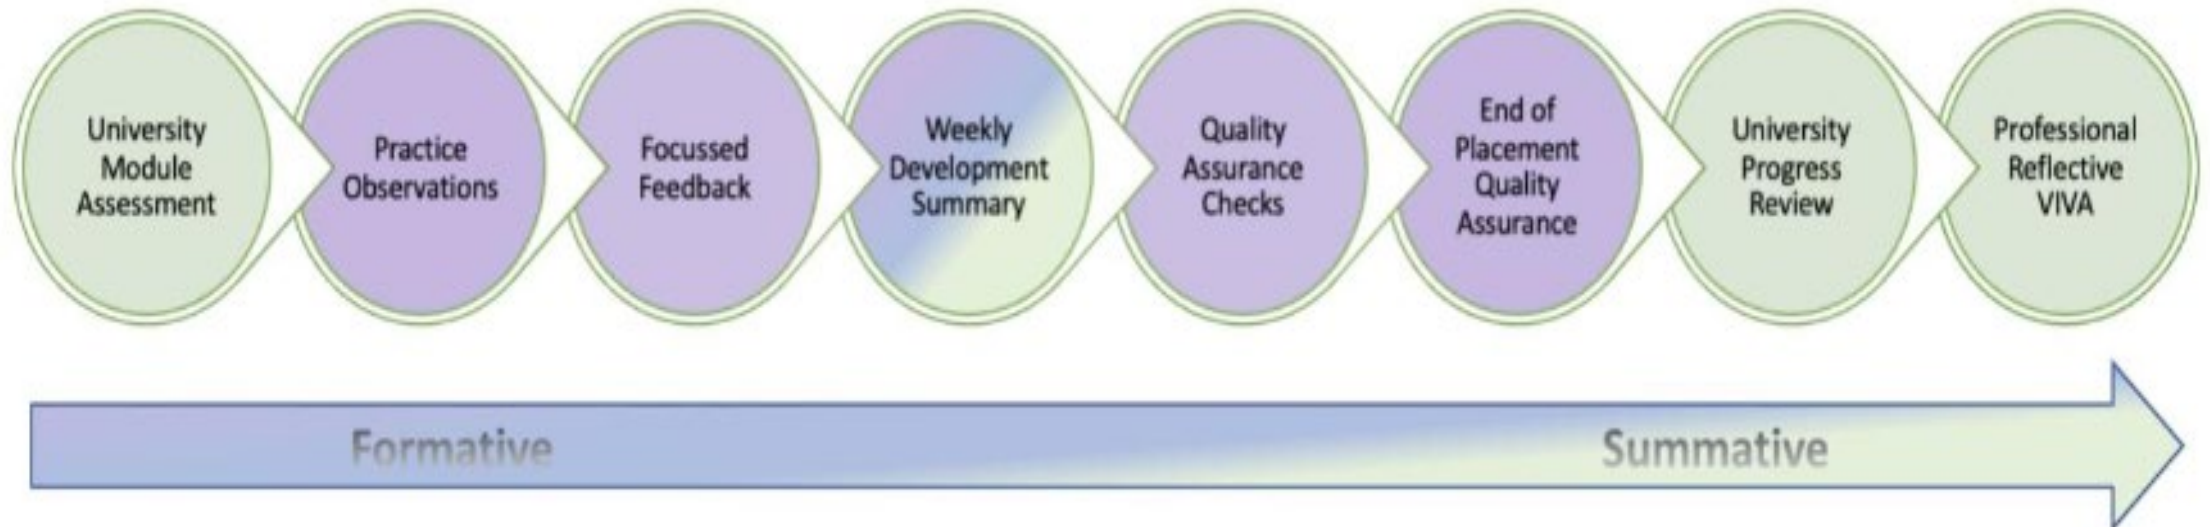 University
Module
Assessment
Practice
Observations
Focussed
Feedback
Weekly
Development
Summary
Quality
Assurance
Checks
End of
Placement
Quality
Assurance
University
Progress
Review
Professional
Reflective
VIVA
Formative
Summative